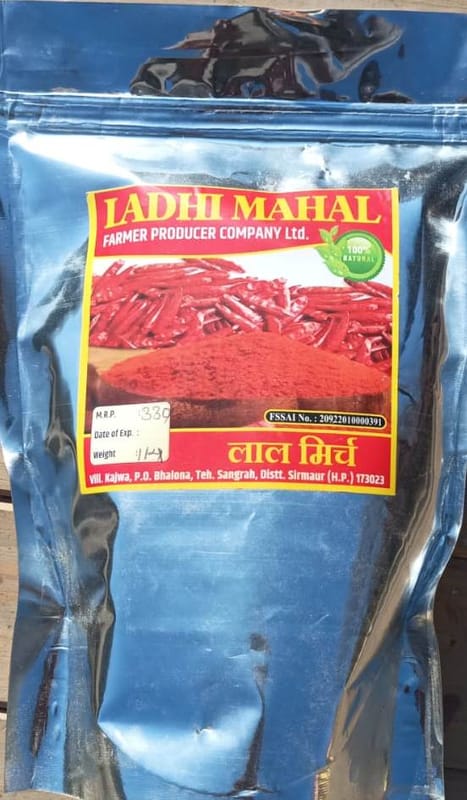 LADHI MAHAL
FARMER PRODUCER COMPANY Ltd.
100%
NATURAL
FSSAI No. : 20922010000391
M.R.P. 330
Date of Exp. :
Weight
लाल मिर्च
Vill. Kajwa, P.O. Bhalona, Teh. Sangrah, Distt. Sirmaur (H.P.) 173023